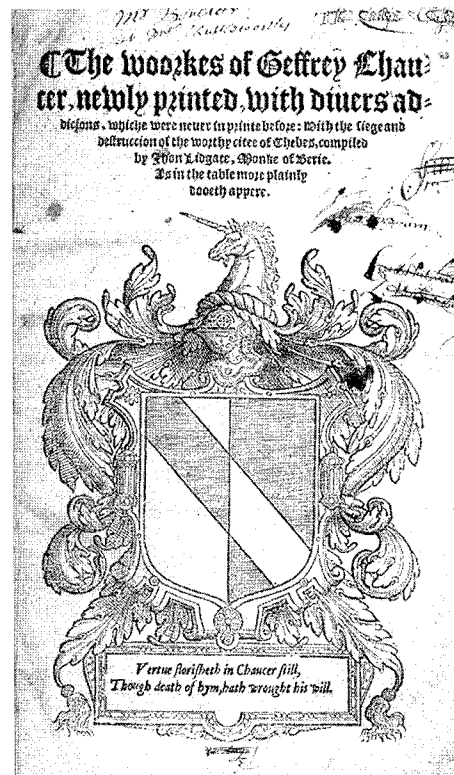 ¶The woorkes of Geffrey Chau=
cer, newly printed, with diuers ad=
dicions, whiche were neuer in printe before: With the siege and
destruccion of the worthy citee of Thebes, compiled
by Jhon Lidgate, Monke of Berie.
As in the table more plainly
dooeth appere.
Vertue florisheth in Chaucer still,
Though death of hym, hath wrought his will.